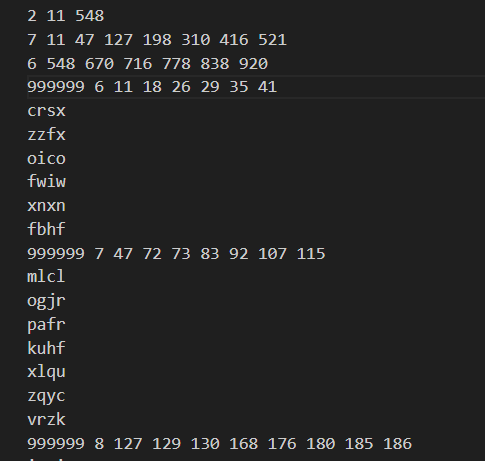 2 11 548
7 11 47 127 198 310 416 521
6 548 670 716 778 838 920
999999 6 11 18 26 29 35 41
crsx
zzfx
oico
fwiw
xnxn
fbhf
999999 7 47 72 73 83 92 107 115
mlcl
ogjr
pafr
kuhf
xlqu
zqyc
vrzk
999999 8 127 129 130 168 176 180 185 186